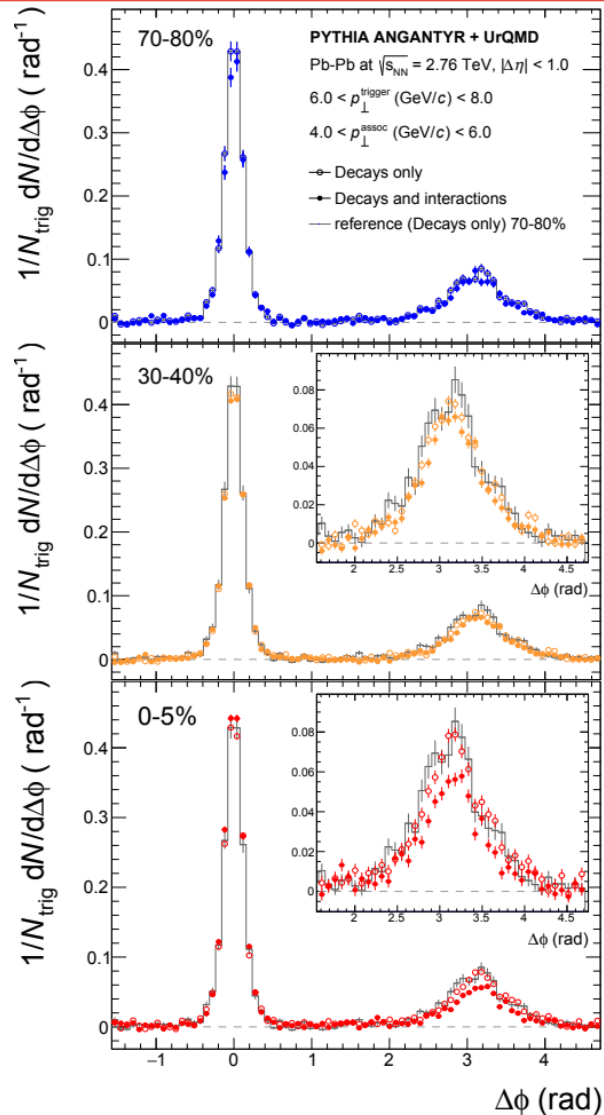 70-80%
PYTHIA ANGANTYR + UrQMD
Pb-Pb at √s_NN = 2.76 TeV, |Δη| < 1.0
6.0 < p_⊥^trigger (GeV/c) < 8.0
4.0 < p_⊥^assoc (GeV/c) < 6.0
Decays only
Decays and interactions
reference (Decays only) 70-80%
1/N_trig dN/dΔϕ ( rad⁻¹ )
0.4
0.3
0.2
0.1
0
30-40%
1/N_trig dN/dΔϕ ( rad⁻¹ )
0.4
0.3
0.2
0.1
0
0.08
0.06
0.04
0.02
0
2 2.5 3 3.5 4 4.5
Δϕ (rad)
0-5%
1/N_trig dN/dΔϕ ( rad⁻¹ )
0.4
0.3
0.2
0.1
0
0.08
0.06
0.04
0.02
0
2 2.5 3 3.5 4 4.5
Δϕ (rad)
−1 0 1 2 3 4
Δϕ (rad)